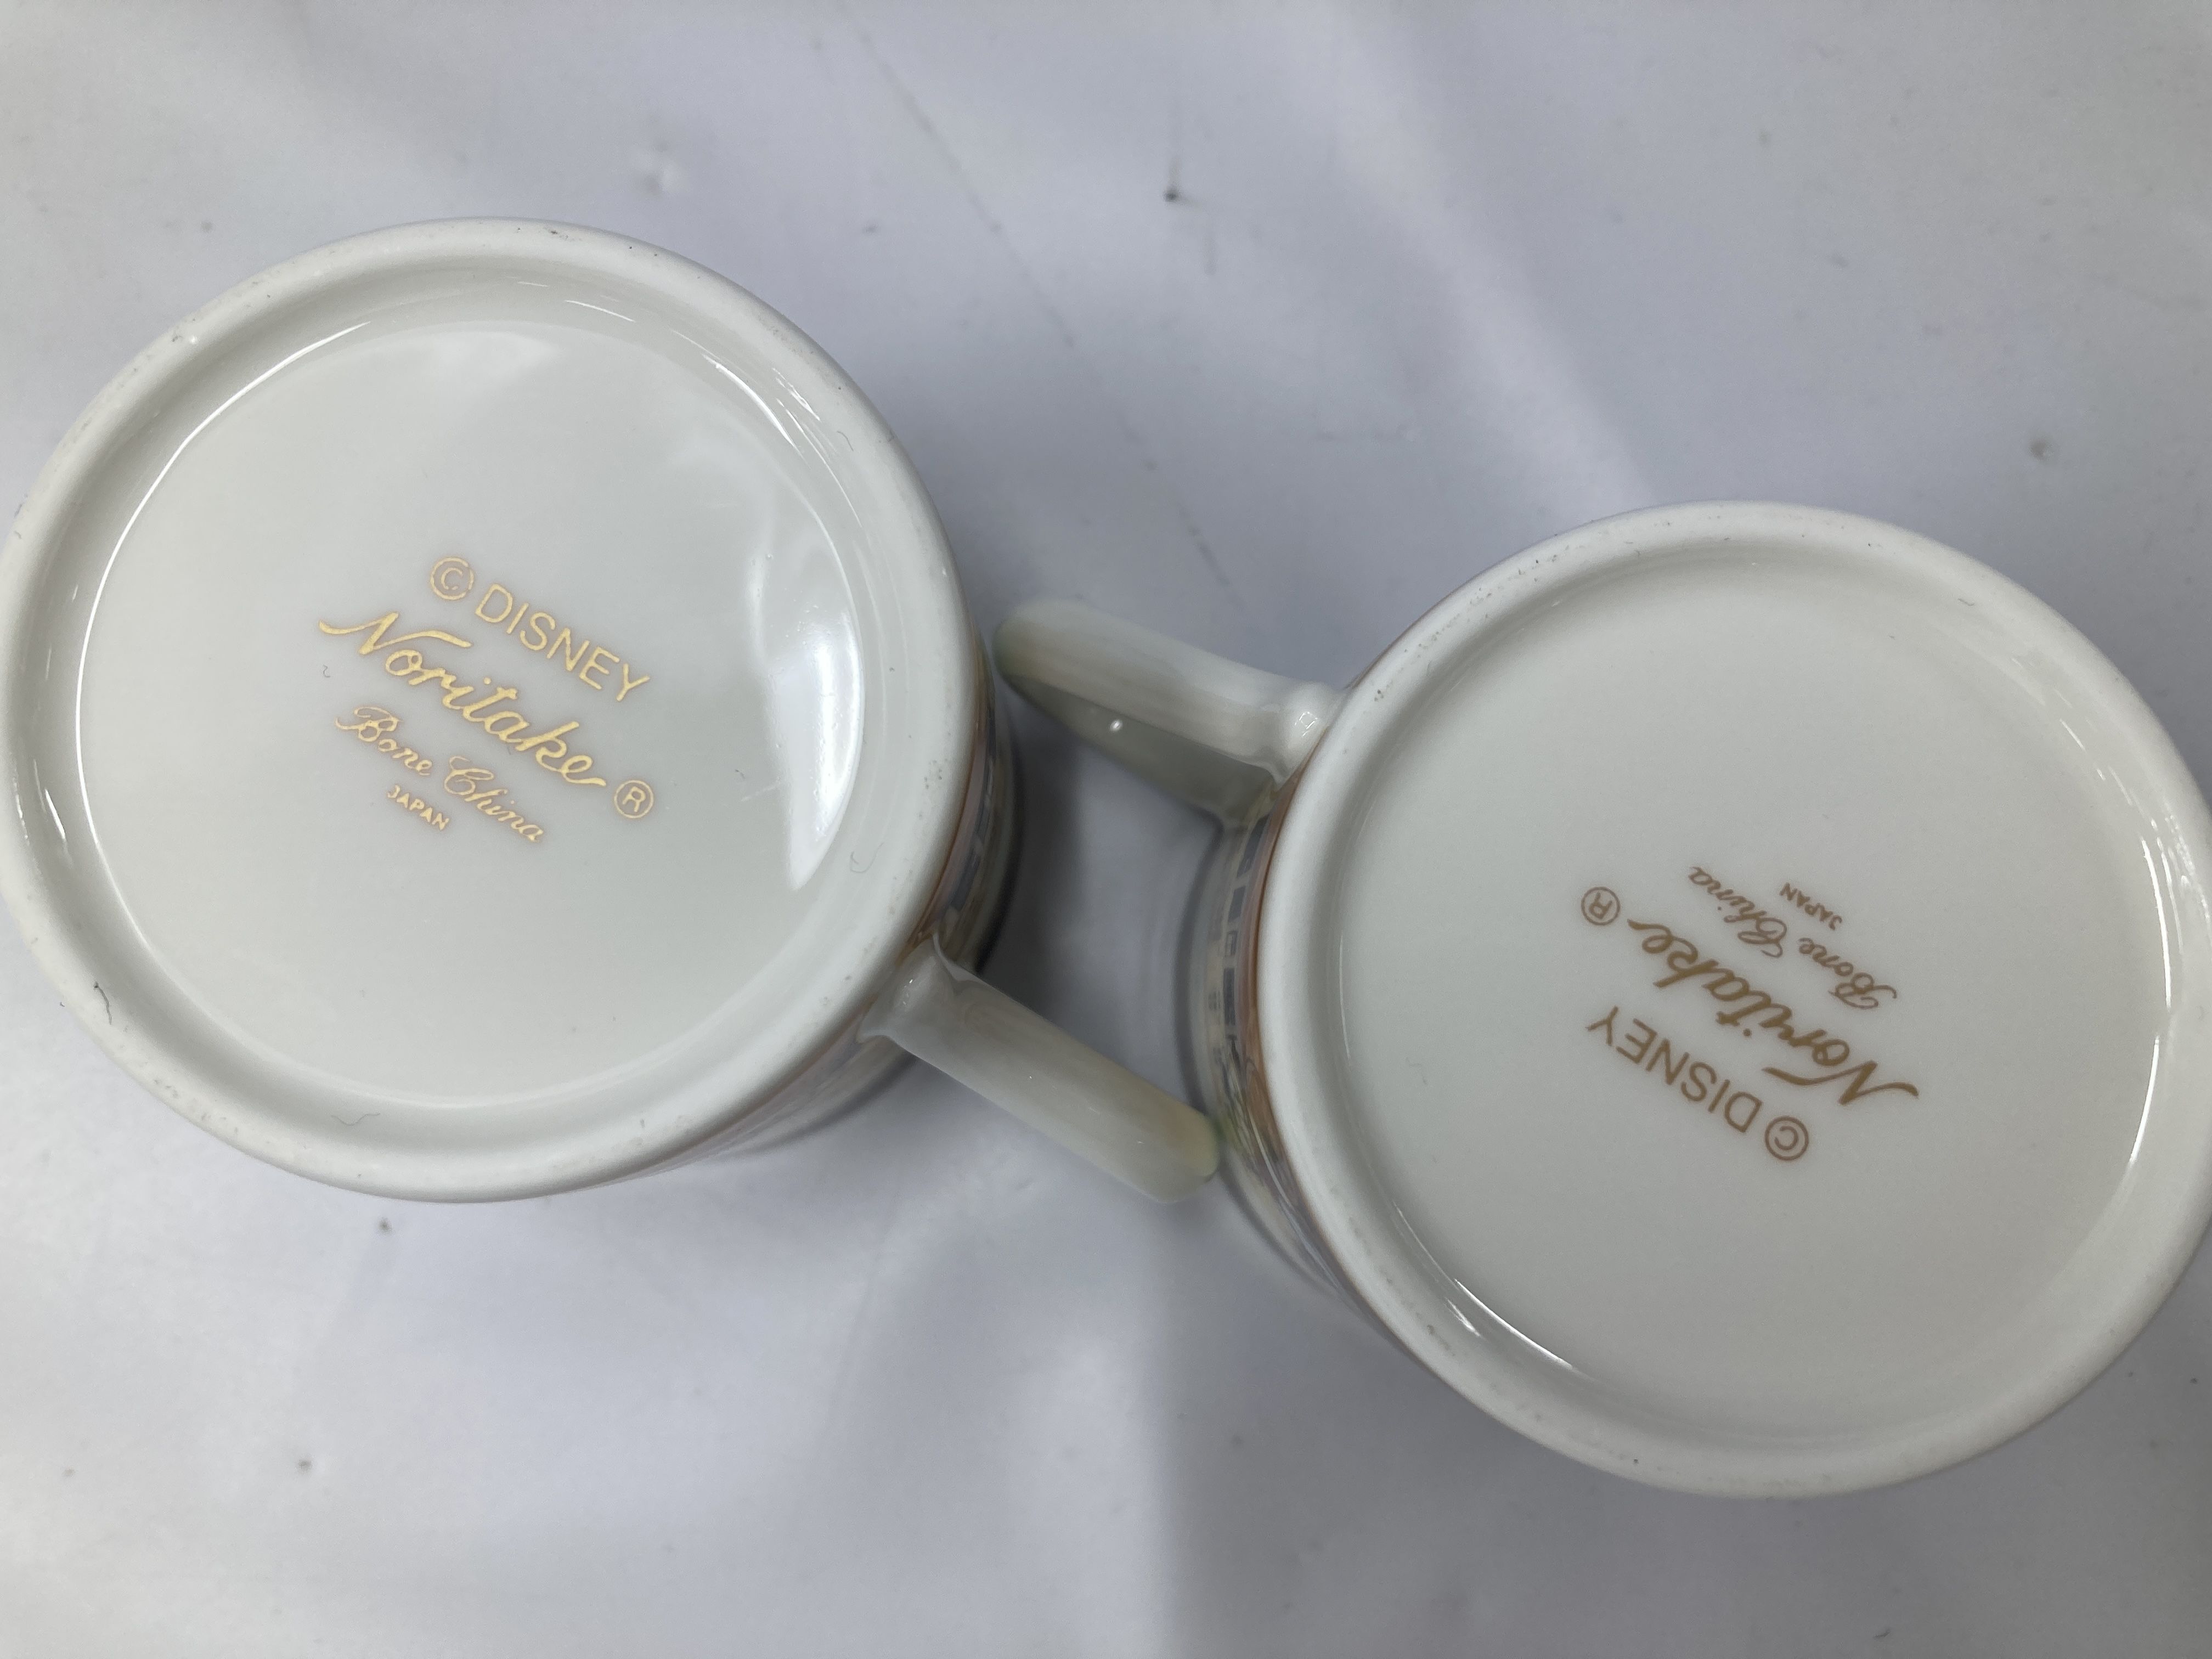 © DISNEY
Noritake ®
Bone China
JAPAN
© DISNEY
Noritake ®
Bone China
JAPAN